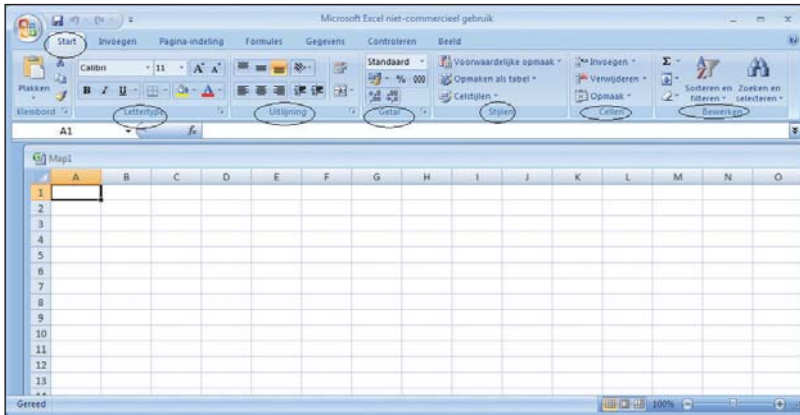 Microsoft Excel niet-commercieel gebruik
Start Invoegen Pagina-indeling Formules Gegevens Controleren Beeld
Plakken
Klembord
Calibri 11 A A
B I U A
Lettertype
Uitlijning
Standaard
% 000
Getal
Voorwaardelijke opmaak
Opmaken als tabel
Celstijlen
Stijlen
Invoegen
Verwijderen
Opmaak
Cellen
Σ
Sorteren en filteren
Zoeken en selecteren
Bewerken
A1 fx
Map1
A B C D E F G H I J K L M N O
1
2
3
4
5
6
7
8
9
10
11
12
13
Gereed 100%